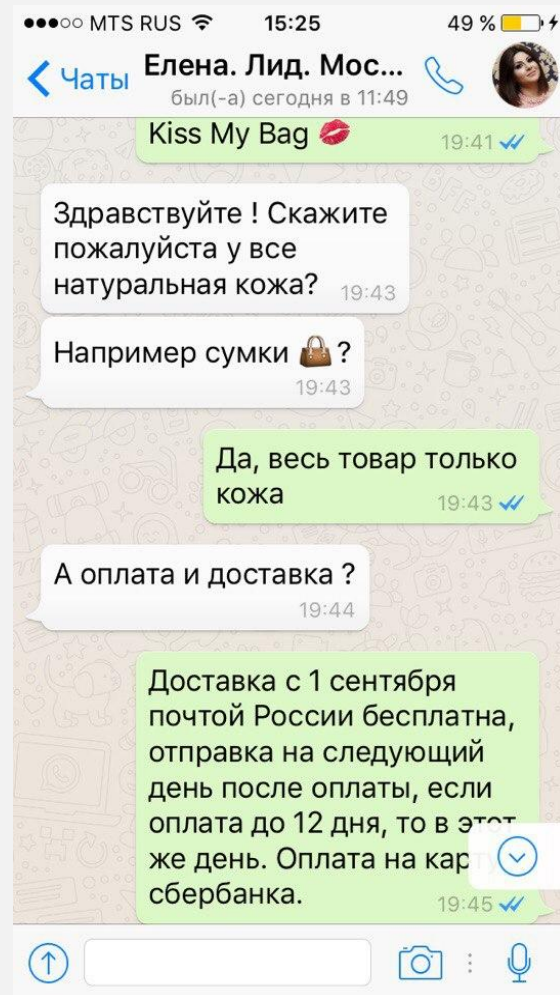 MTS RUS 15:25 49 %
Чаты Елена. Лид. Мос...
был(-а) сегодня в 11:49
Kiss My Bag 💋 19:41
Здравствуйте ! Скажите
пожалуйста у все
натуральная кожа? 19:43
Например сумки 👜?
19:43
Да, весь товар только
кожа 19:43
А оплата и доставка ?
19:44
Доставка с 1 сентября
почтой России бесплатна,
отправка на следующий
день после оплаты, если
оплата до 12 дня, то в этот
же день. Оплата на карту
сбербанка. 19:45